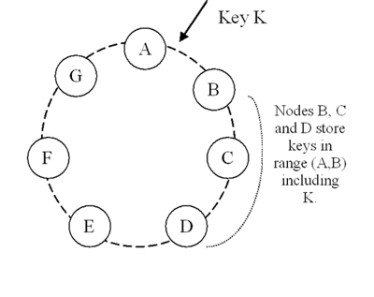 Key K
A
G
B
Nodes B, C
and D store
keys in
range (A,B)
including
K.
F
C
E
D